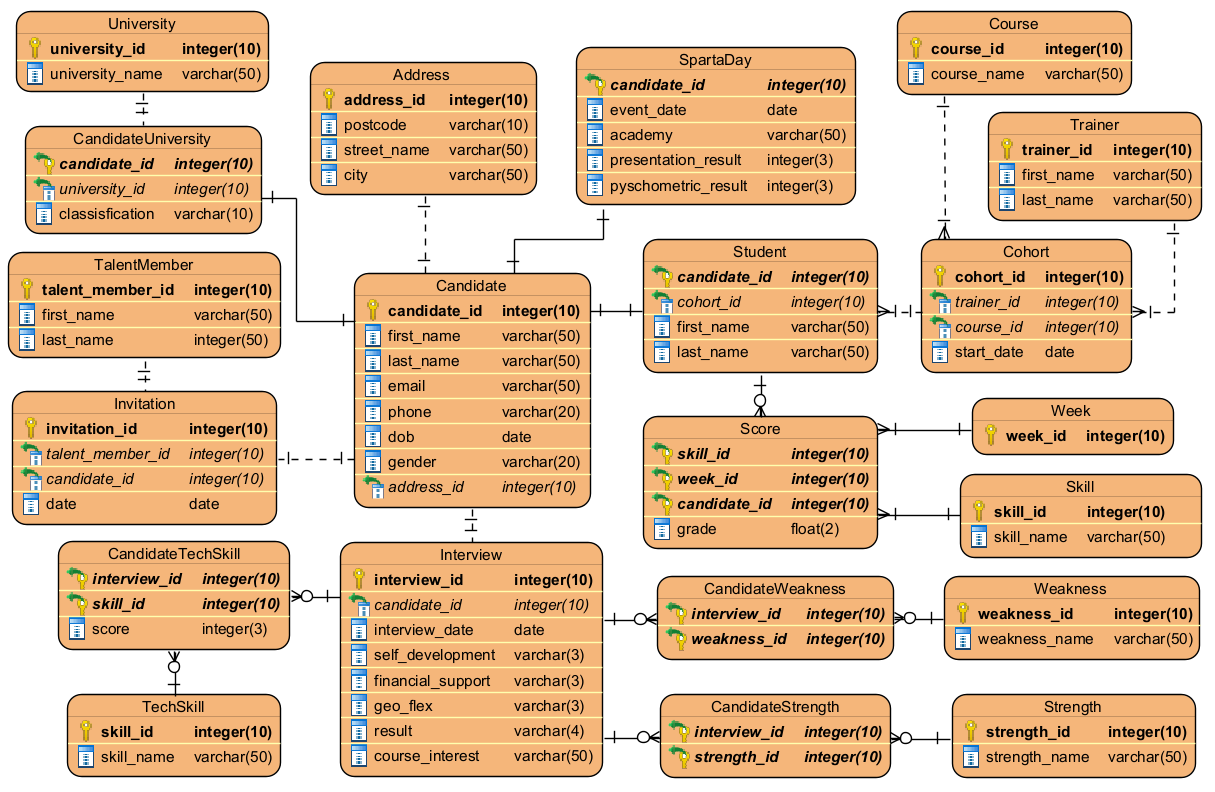 University
university_id integer(10)
university_name varchar(50)
CandidateUniversity
candidate_id integer(10)
university_id integer(10)
classisfication varchar(10)
TalentMember
talent_member_id integer(10)
first_name varchar(50)
last_name integer(50)
Invitation
invitation_id integer(10)
talent_member_id integer(10)
candidate_id integer(10)
date date
CandidateTechSkill
interview_id integer(10)
skill_id integer(10)
score integer(3)
TechSkill
skill_id integer(10)
skill_name varchar(50)
Address
address_id integer(10)
postcode varchar(10)
street_name varchar(50)
city varchar(50)
Candidate
candidate_id integer(10)
first_name varchar(50)
last_name varchar(50)
email varchar(50)
phone varchar(20)
dob date
gender varchar(20)
address_id integer(10)
Interview
interview_id integer(10)
candidate_id integer(10)
interview_date date
self_development varchar(3)
financial_support varchar(3)
geo_flex varchar(3)
result varchar(4)
course_interest varchar(50)
SpartaDay
candidate_id integer(10)
event_date date
academy varchar(50)
presentation_result integer(3)
pyschometric_result integer(3)
Student
candidate_id integer(10)
cohort_id integer(10)
first_name varchar(50)
last_name varchar(50)
Score
skill_id integer(10)
week_id integer(10)
candidate_id integer(10)
grade float(2)
CandidateWeakness
interview_id integer(10)
weakness_id integer(10)
CandidateStrength
interview_id integer(10)
strength_id integer(10)
Course
course_id integer(10)
course_name varchar(50)
Trainer
trainer_id integer(10)
first_name varchar(50)
last_name varchar(50)
Cohort
cohort_id integer(10)
trainer_id integer(10)
course_id integer(10)
start_date date
Week
week_id integer(10)
Skill
skill_id integer(10)
skill_name varchar(50)
Weakness
weakness_id integer(10)
weakness_name varchar(50)
Strength
strength_id integer(10)
strength_name varchar(50)